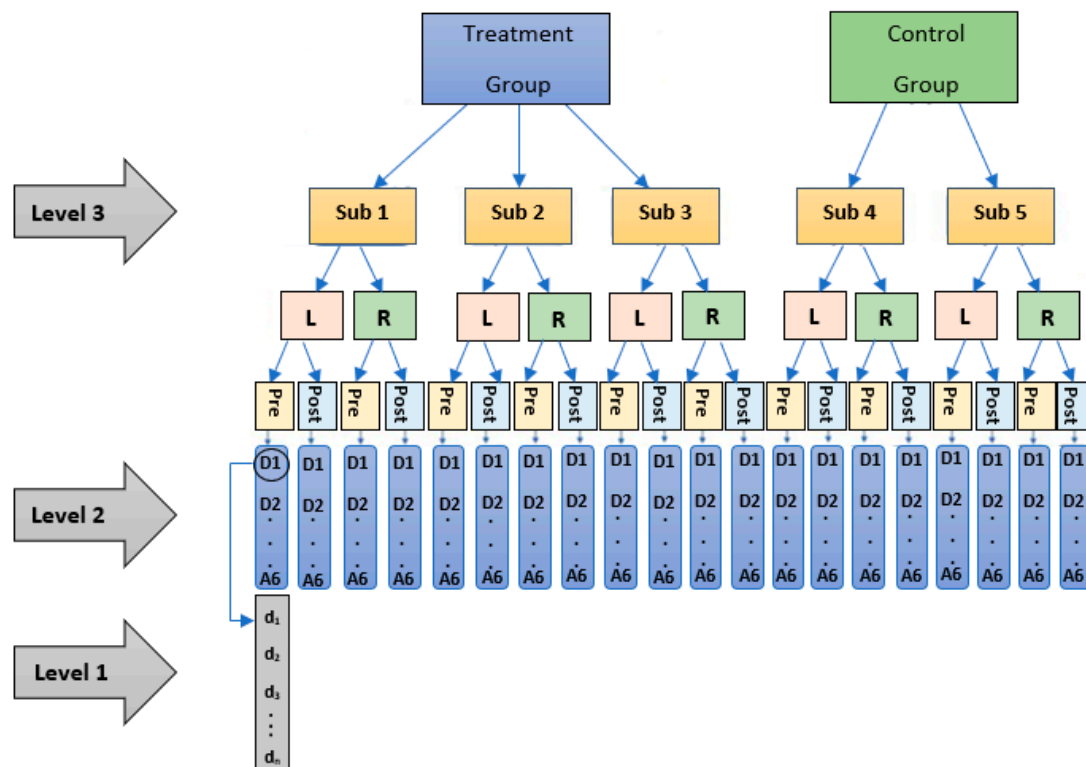 Treatment
Group
Control
Group
Level 3
Sub 1 Sub 2 Sub 3 Sub 4 Sub 5
L R L R L R L R L R
Pre Post Pre Post Pre Post Pre Post Pre Post Pre Post Pre Post Pre Post Pre Post Pre Post
D1 D1 D1 D1 D1 D1 D1 D1 D1 D1 D1 D1 D1 D1 D1 D1 D1 D1 D1 D1
Level 2
D2 D2 D2 D2 D2 D2 D2 D2 D2 D2 D2 D2 D2 D2 D2 D2 D2 D2 D2 D2
. . . . . . . . . . . . . . . . . . . .
. . . . . . . . . . . . . . . . . . . .
. . . . . . . . . . . . . . . . . . . .
A6 A6 A6 A6 A6 A6 A6 A6 A6 A6 A6 A6 A6 A6 A6 A6 A6 A6 A6 A6
d₁
d₂
Level 1
d₃
.
.
.
dₙ